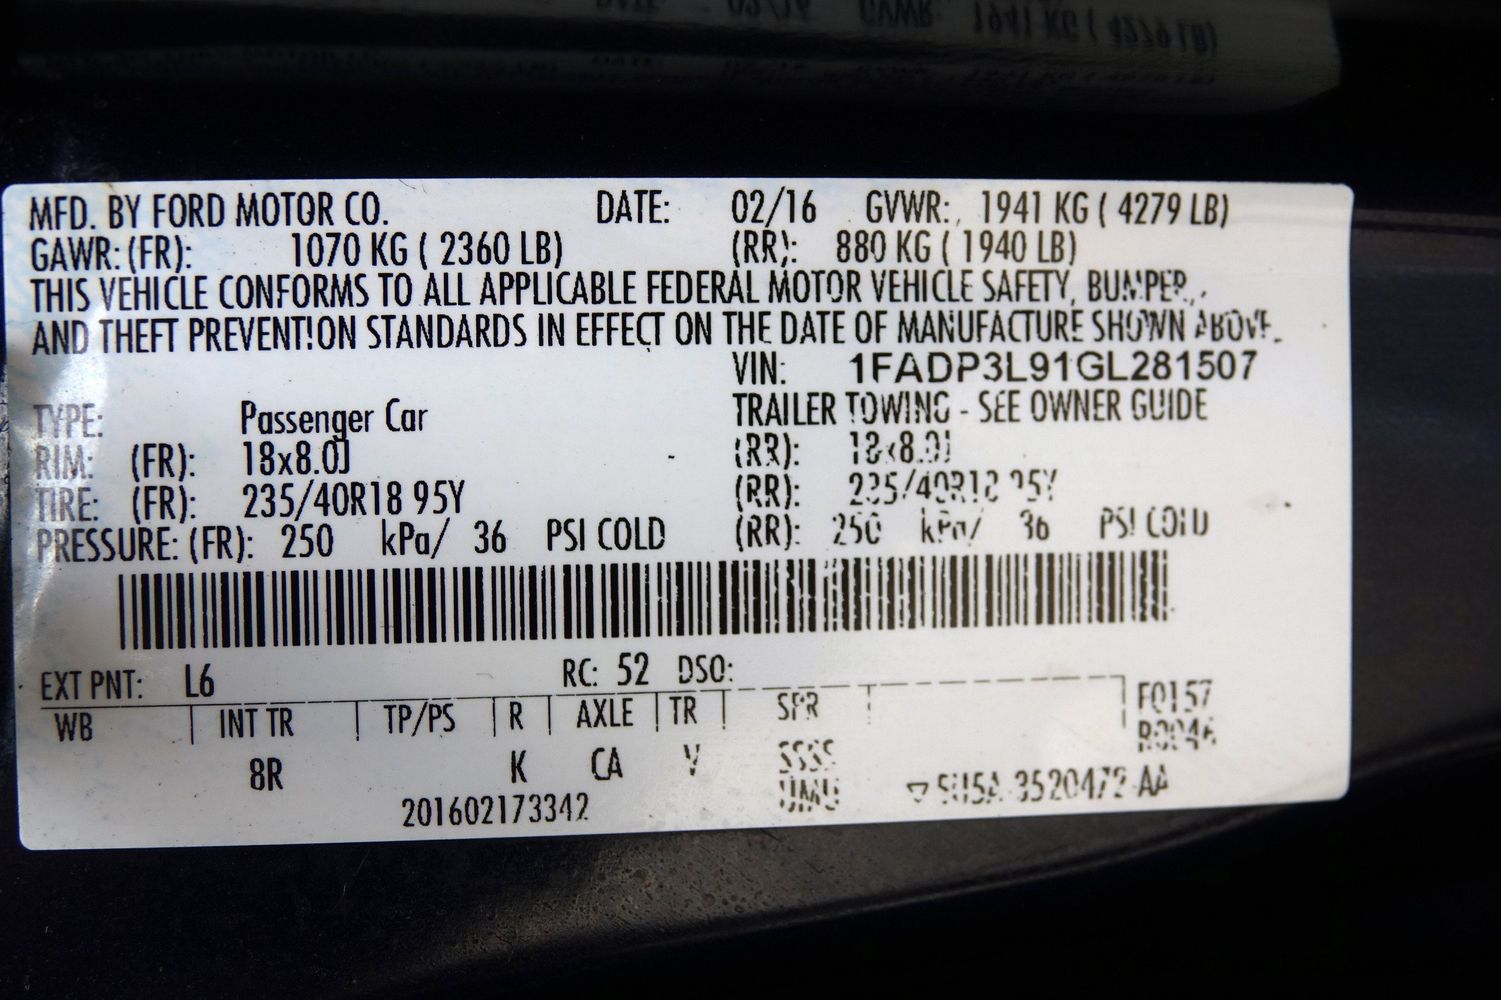 MFD. BY FORD MOTOR CO. DATE: 02/16 GVWR: 1941 KG ( 4279 LB)
GAWR: (FR): 1070 KG ( 2360 LB) (RR): 880 KG ( 1940 LB)
THIS VEHICLE CONFORMS TO ALL APPLICABLE FEDERAL MOTOR VEHICLE SAFETY, BUMPER,
AND THEFT PREVENTION STANDARDS IN EFFECT ON THE DATE OF MANUFACTURE SHOWN ABOVE.
VIN: 1FADP3L91GL281507
TYPE: Passenger Car TRAILER TOWING - SEE OWNER GUIDE
RIM: (FR): 18x8.0J (RR): 18x8.0J
TIRE: (FR): 235/40R18 95Y (RR): 235/40R18 95Y
PRESSURE: (FR): 250 kPa/ 36 PSI COLD (RR): 250 kPa/ 36 PSI COLD
EXT PNT: L6 RC: 52 DSO:
WB INT TR TP/PS R AXLE TR SPR F0157
R0046
8R K CA V SSSS
UMU
201602173342 ▽ SU5A-3520472-AA